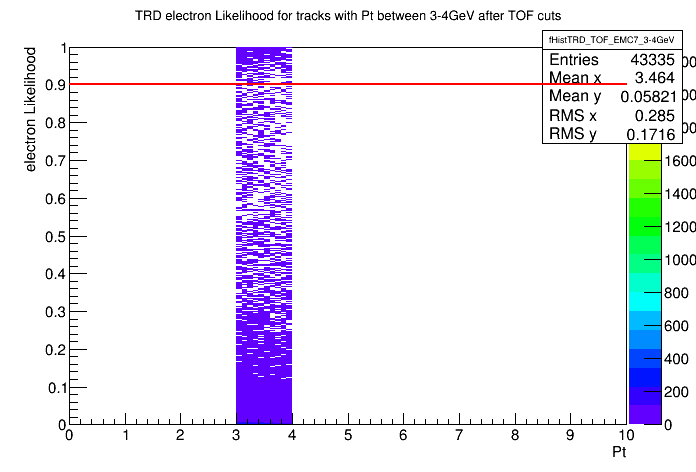 TRD electron Likelihood for tracks with Pt between 3-4GeV after TOF cuts
fHistTRD_TOF_EMC7_3-4GeV
Entries 43335
Mean x 3.464
Mean y 0.05821
RMS x 0.285
RMS y 0.1716
electron Likelihood
1
0.9
0.8
0.7
0.6
0.5
0.4
0.3
0.2
0.1
0
0 1 2 3 4 5 6 7 8 9 10
Pt
1600
1400
1200
1000
800
600
400
200
0